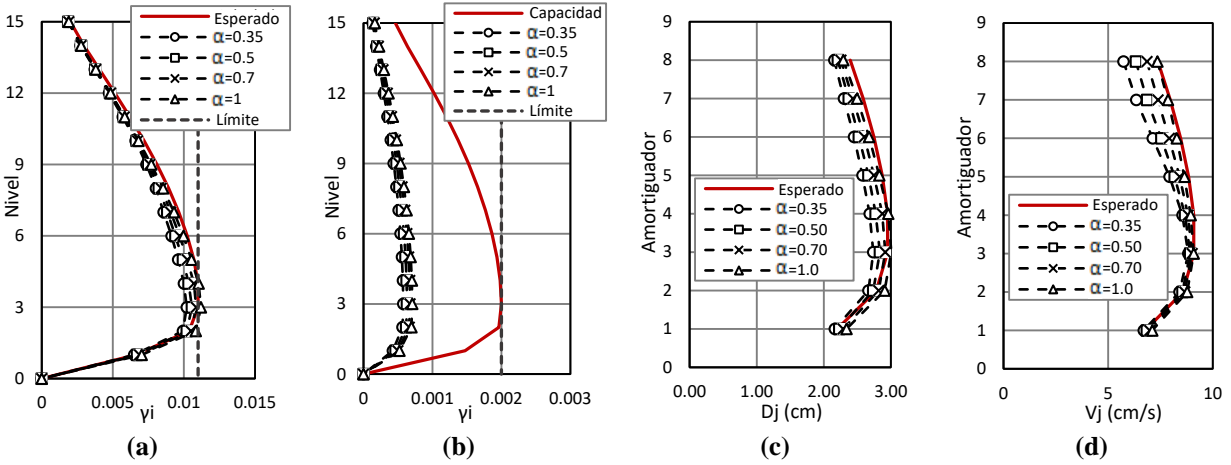 15
12
9
6
3
0
Nivel
Esperado
α=0.35
α=0.5
α=0.7
α=1
Límite
0 0.005 0.01 0.015
γi
(a)
15
12
9
6
3
0
Nivel
Capacidad
α=0.35
α=0.5
α=0.7
α=1
Límite
0 0.001 0.002 0.003
γi
(b)
9
8
7
6
5
4
3
2
1
0
Amortiguador
Esperado
α=0.35
α=0.50
α=0.70
α=1.0
0.00 1.00 2.00 3.00
Dj (cm)
(c)
9
8
7
6
5
4
3
2
1
0
Amortiguador
Esperado
α=0.35
α=0.50
α=0.70
α=1.0
0 5 10
Vj (cm/s)
(d)